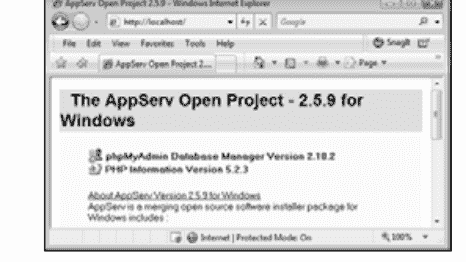 AppServ Open Project 2.5.9 - Windows Internet Explorer
http://localhost/
Google
File Edit View Favorites Tools Help
SnagIt
AppServ Open Project 2....
Page
The AppServ Open Project - 2.5.9 for
Windows
phpMyAdmin Database Manager Version 2.10.2
PHP Information Version 5.2.3
About AppServ Version 2.5.9 for Windows
AppServ is a merging open source software installer package for
Windows includes :
Internet | Protected Mode: On
100%